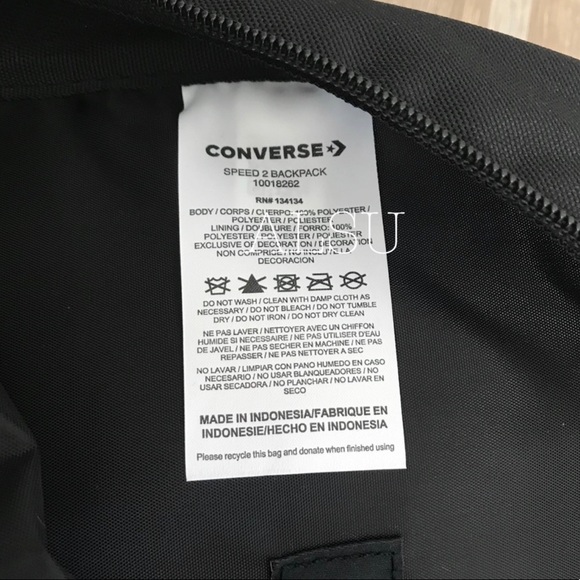 CONVERSE
SPEED 2 BACKPACK
10018262
RN# 134134
BODY / CORPS / CUERPO: 100% POLYESTER /
POLYESTER / POLIESTER
LINING / DOUBLURE / FORRO: 100%
POLYESTER / POLYESTER / POLIESTER
EXCLUSIVE OF DECORATION / DECORATION
NON COMPRISE / NO INCLUYE LA
DECORACION
DO NOT WASH / CLEAN WITH DAMP CLOTH AS
NECESSARY / DO NOT BLEACH / DO NOT TUMBLE
DRY / DO NOT IRON / DO NOT DRY CLEAN
NE PAS LAVER / NETTOYER AVEC UN CHIFFON
HUMIDE SI NECESSAIRE / NE PAS UTILISER D'EAU
DE JAVEL / NE PAS SECHER EN MACHINE / NE PAS
REPASSER / NE PAS NETTOYER A SEC
NO LAVAR / LIMPIAR CON PANO HUMEDO EN CASO
NECESARIO / NO USAR BLANQUEADORES / NO
USAR SECADORA / NO PLANCHAR / NO LAVAR EN
SECO
MADE IN INDONESIA/FABRIQUE EN
INDONESIE/HECHO EN INDONESIA
Please recycle this bag and donate when finished using